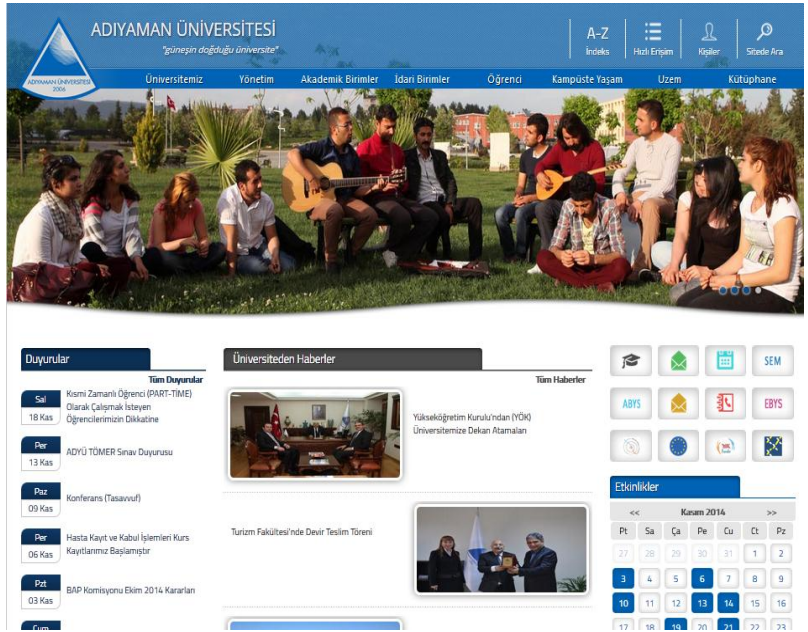 ADIYAMAN ÜNİVERSİTESİ
"güneşin doğduğu üniversite"
ADIYAMAN ÜNİVERSİTESİ
2006
A-Z
İndeks
Hızlı Erişim
Kişiler
Sitede Ara
Üniversitemiz Yönetim Akademik Birimler İdari Birimler Öğrenci Kampüste Yaşam Uzem Kütüphane
Duyurular
Tüm Duyurular
Sal
18 Kas
Kısmi Zamanlı Öğrenci (PART-TİME)
Olarak Çalışmak İsteyen
Öğrencilerimizin Dikkatine
Per
13 Kas
ADYÜ TÖMER Sınav Duyurusu
Paz
09 Kas
Konferans (Tasavvuf)
Per
06 Kas
Hasta Kayıt ve Kabul İşlemleri Kurs
Kayıtlarımız Başlamıştır
Pzt
03 Kas
BAP Komisyonu Ekim 2014 Kararları
Cum
Üniversiteden Haberler
Tüm Haberler
Yükseköğretim Kurulu'ndan (YÖK)
Üniversitemize Dekan Atamaları
Turizm Fakültesi'nde Devir Teslim Töreni
SEM
ABYS
EBYS
Etkinlikler
<< Kasım 2014 >>
Pt Sa Ça Pe Cu Ct Pz
27 28 29 30 31 1 2
3 4 5 6 7 8 9
10 11 12 13 14 15 16
17 18 19 20 21 22 23